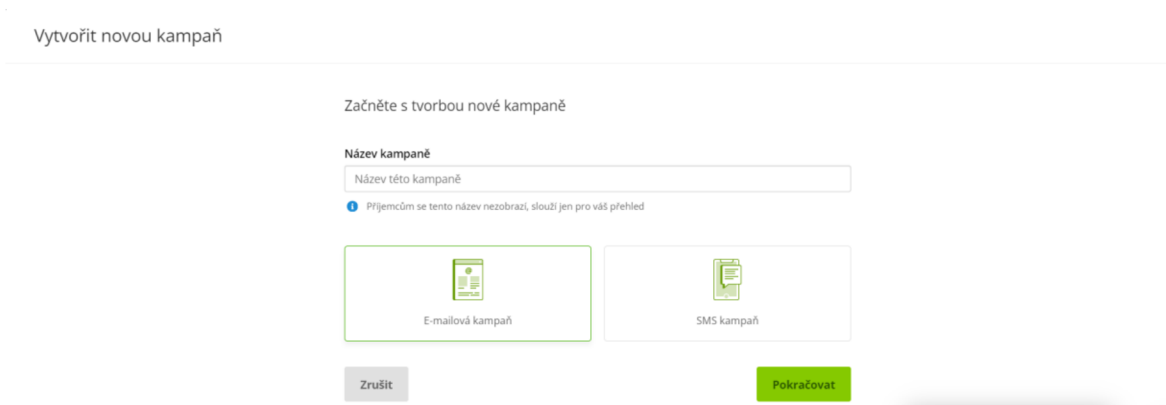 Vytvořit novou kampaň
Začněte s tvorbou nové kampaně
Název kampaně
Název této kampaně
Příjemcům se tento název nezobrazí, slouží jen pro váš přehled
E-mailová kampaň
SMS kampaň
Zrušit
Pokračovat